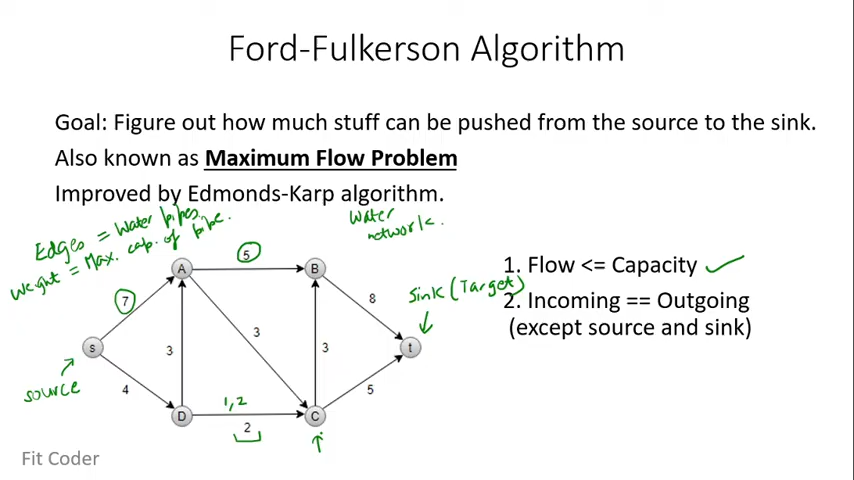 Ford-Fulkerson Algorithm
Goal: Figure out how much stuff can be pushed from the source to the sink.
Also known as Maximum Flow Problem
Improved by Edmonds-Karp algorithm.
Edges = Water pipes.
Weight = Max. cap. of pipe.
Water
network.
1. Flow <= Capacity
2. Incoming == Outgoing
(except source and sink)
Sink (Target)
source
A
5
B
7
8
s
3
3
3
t
4
5
1,2
D
2
C
Fit Coder